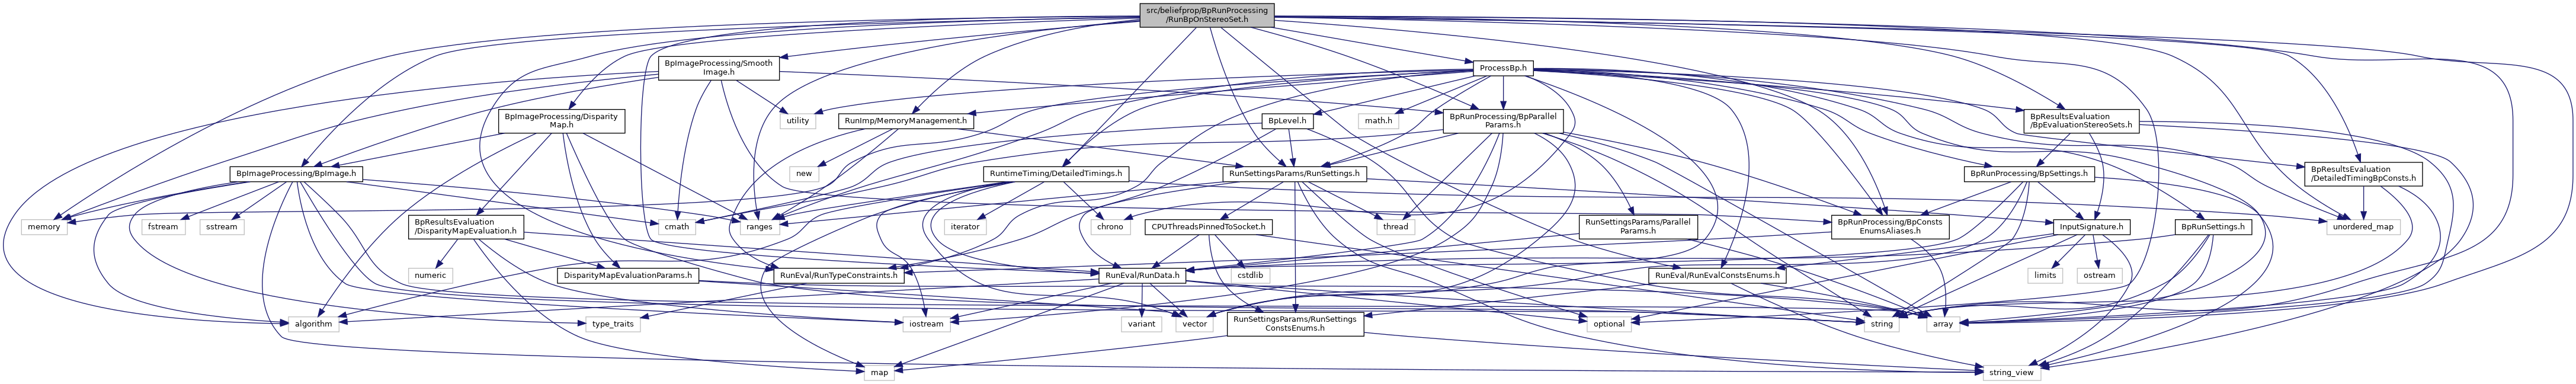 src/beliefprop/BpRunProcessing
/RunBpOnStereoSet.h
BpImageProcessing/Smooth
Image.h
ProcessBp.h
BpImageProcessing/Disparity
Map.h
utility
RunImp/MemoryManagement.h
BpLevel.h
math.h
BpRunProcessing/BpParallel
Params.h
BpResultsEvaluation
/BpEvaluationStereoSets.h
BpImageProcessing/BpImage.h
new
RuntimeTiming/DetailedTimings.h
RunSettingsParams/RunSettings.h
BpRunProcessing/BpSettings.h
BpResultsEvaluation
/DetailedTimingBpConsts.h
memory
fstream
sstream
BpResultsEvaluation
/DisparityMapEvaluation.h
cmath
ranges
iterator
chrono
CPUThreadsPinnedToSocket.h
thread
RunSettingsParams/Parallel
Params.h
BpRunProcessing/BpConsts
EnumsAliases.h
InputSignature.h
BpRunSettings.h
unordered_map
numeric
DisparityMapEvaluationParams.h
RunEval/RunTypeConstraints.h
RunEval/RunData.h
cstdlib
RunEval/RunEvalConstsEnums.h
limits
ostream
algorithm
type_traits
iostream
variant
vector
RunSettingsParams/RunSettings
ConstsEnums.h
optional
string
array
map
string_view